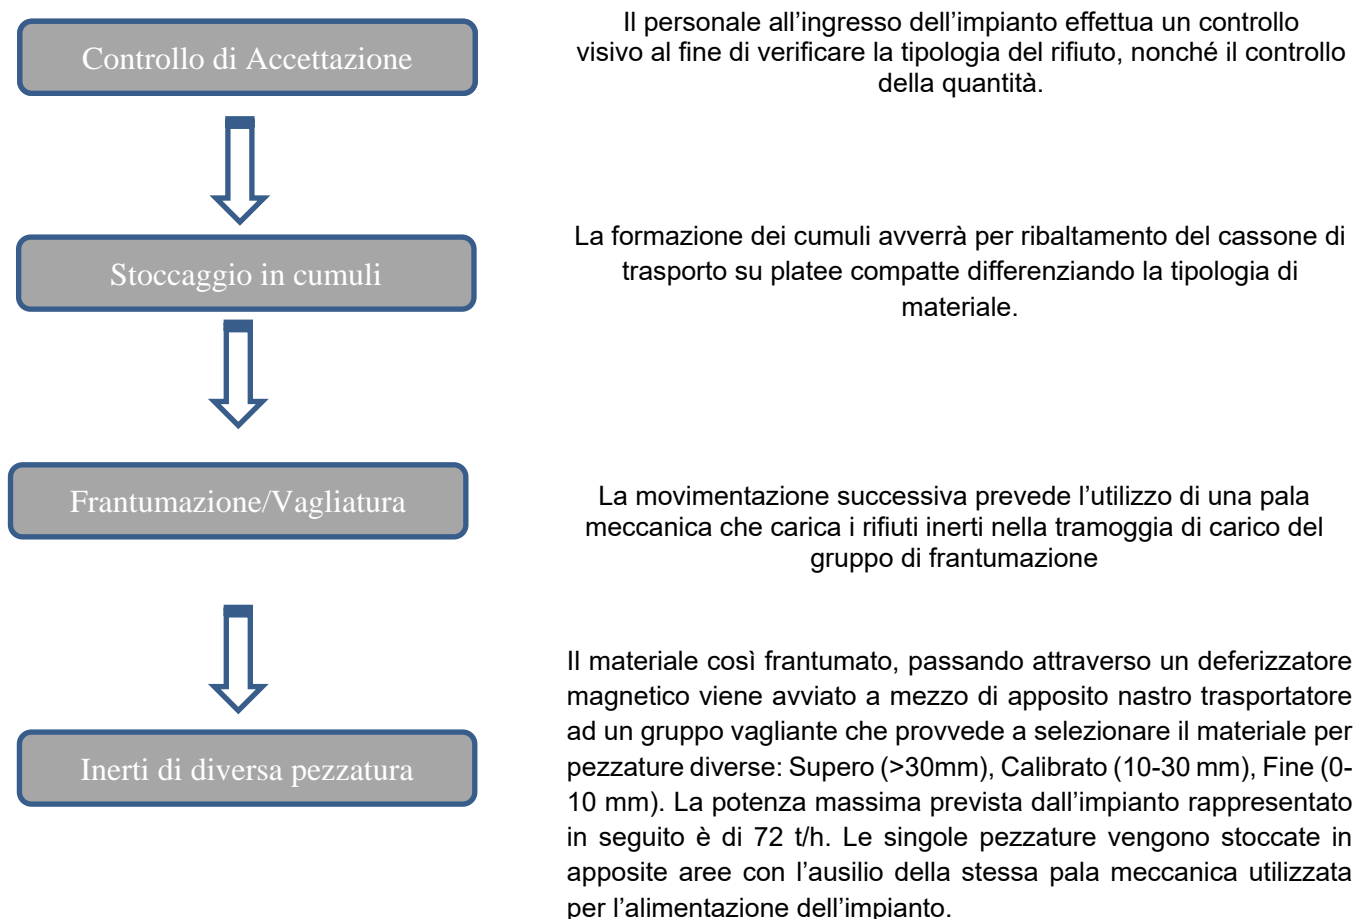 Controllo di Accettazione
Il personale all’ingresso dell’impianto effettua un controllo
visivo al fine di verificare la tipologia del rifiuto, nonché il controllo
della quantità.
Stoccaggio in cumuli
La formazione dei cumuli avverrà per ribaltamento del cassone di
trasporto su platee compatte differenziando la tipologia di
materiale.
Frantumazione/Vagliatura
La movimentazione successiva prevede l’utilizzo di una pala
meccanica che carica i rifiuti inerti nella tramoggia di carico del
gruppo di frantumazione
Inerti di diversa pezzatura
Il materiale così frantumato, passando attraverso un deferizzatore
magnetico viene avviato a mezzo di apposito nastro trasportatore
ad un gruppo vagliante che provvede a selezionare il materiale per
pezzature diverse: Supero (>30mm), Calibrato (10-30 mm), Fine (0-
10 mm). La potenza massima prevista dall’impianto rappresentato
in seguito è di 72 t/h. Le singole pezzature vengono stoccate in
apposite aree con l’ausilio della stessa pala meccanica utilizzata
per l’alimentazione dell’impianto.